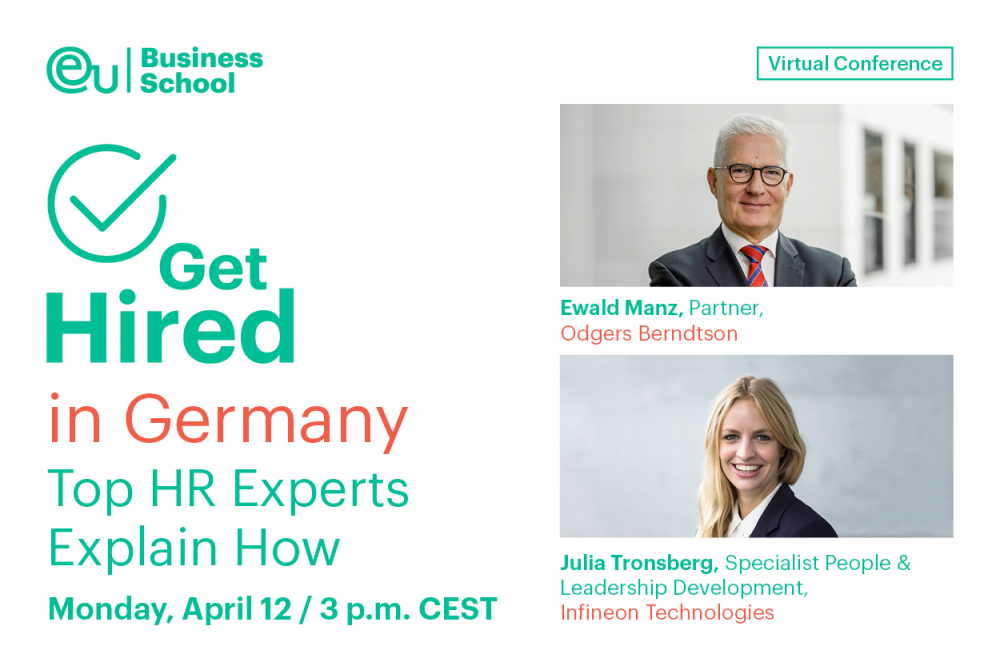 eu Business
School
Virtual Conference
Get
Hired
in Germany
Top HR Experts
Explain How
Monday, April 12 / 3 p.m. CEST
Ewald Manz, Partner,
Odgers Berndtson
Julia Tronsberg, Specialist People &
Leadership Development,
Infineon Technologies